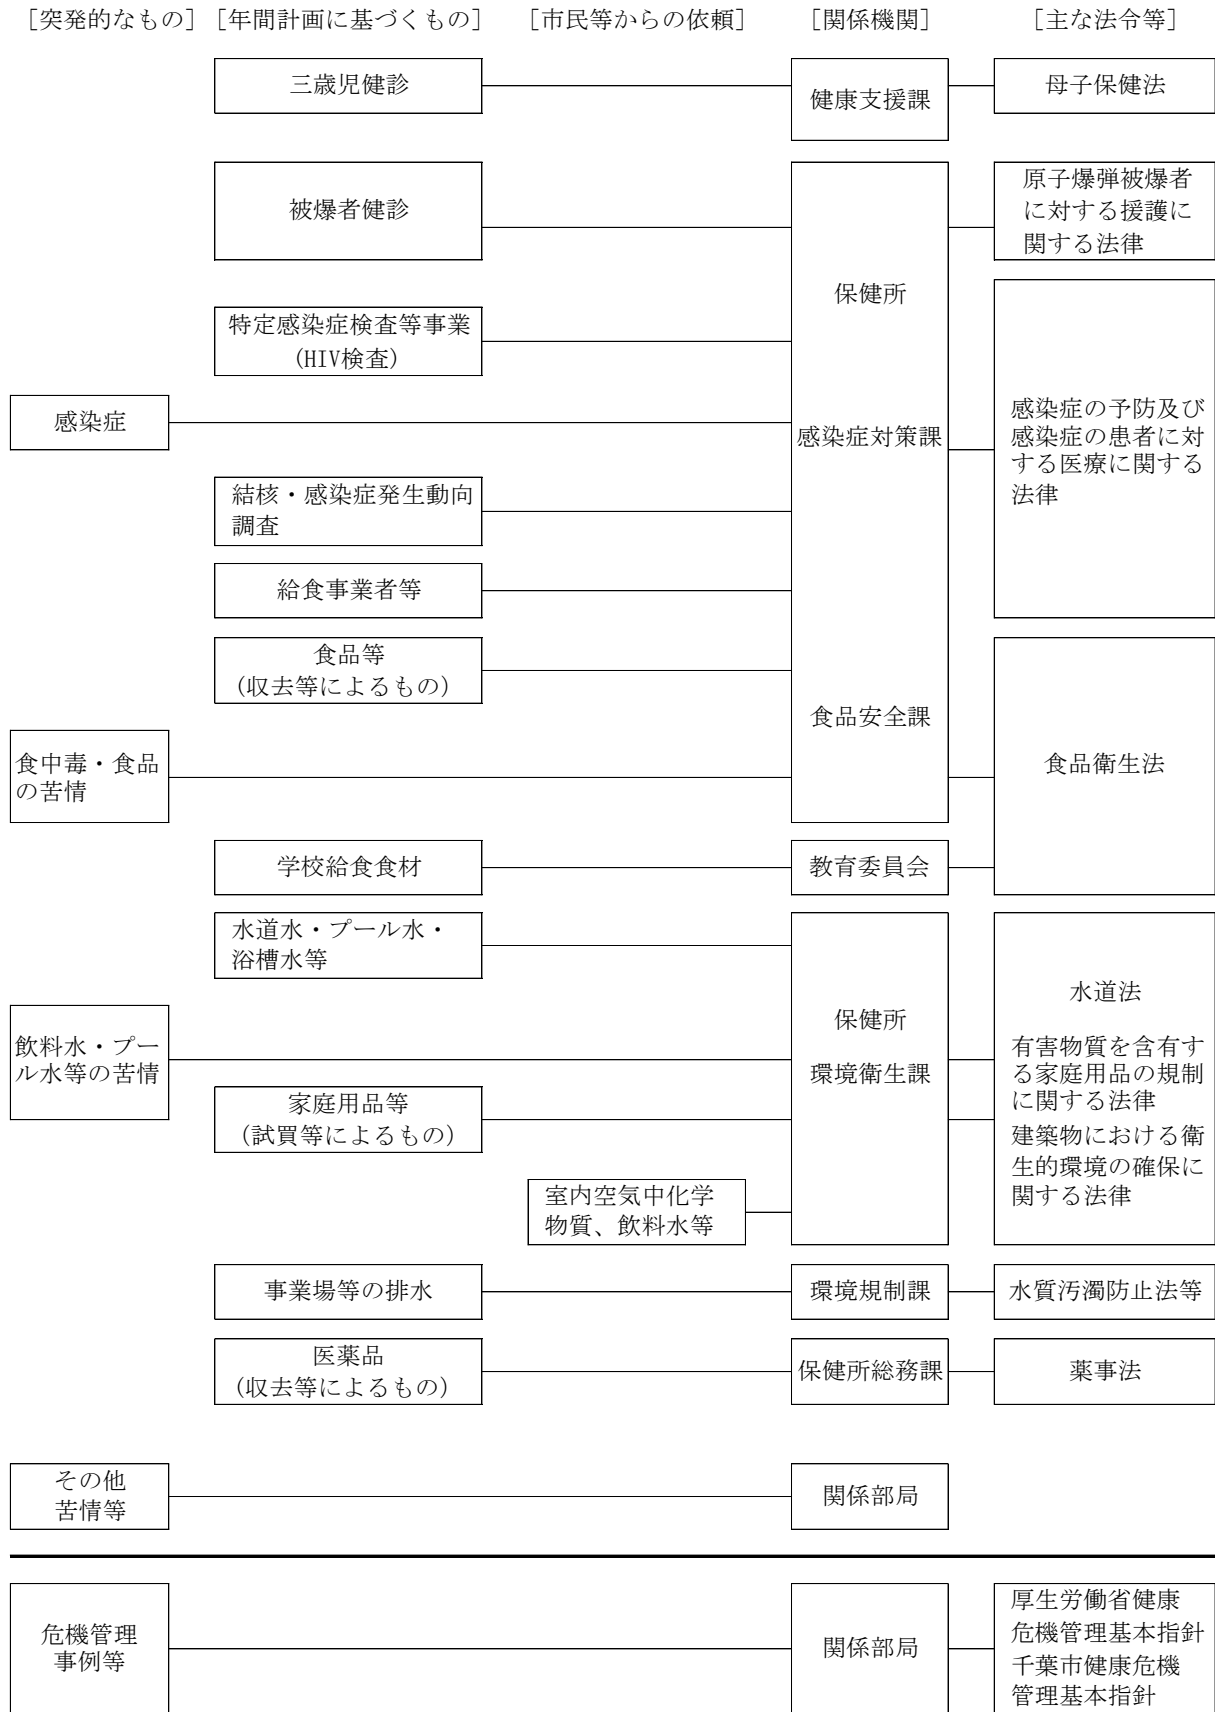 [突発的なもの] [年間計画に基づくもの] [市民等からの依頼] [関係機関] [主な法令等]
三歳児健診
健康支援課
母子保健法
被爆者健診
原子爆弾被爆者
に対する援護に
関する法律
保健所
特定感染症検査等事業
(HIV検査)
感染症
感染症対策課
感染症の予防及び
感染症の患者に対
する医療に関する
法律
結核・感染症発生動向
調査
給食事業者等
食品等
(収去等によるもの)
食品安全課
食中毒・食品
の苦情
食品衛生法
学校給食食材
教育委員会
水道水・プール水・
浴槽水等
保健所
環境衛生課
水道法
有害物質を含有す
る家庭用品の規制
に関する法律
建築物における衛
生的環境の確保に
関する法律
飲料水・プー
ル水等の苦情
家庭用品等
(試買等によるもの)
室内空気中化学
物質、飲料水等
事業場等の排水
環境規制課
水質汚濁防止法等
医薬品
(収去等によるもの)
保健所総務課
薬事法
その他
苦情等
関係部局
危機管理
事例等
関係部局
厚生労働省健康
危機管理基本指針
千葉市健康危機
管理基本指針